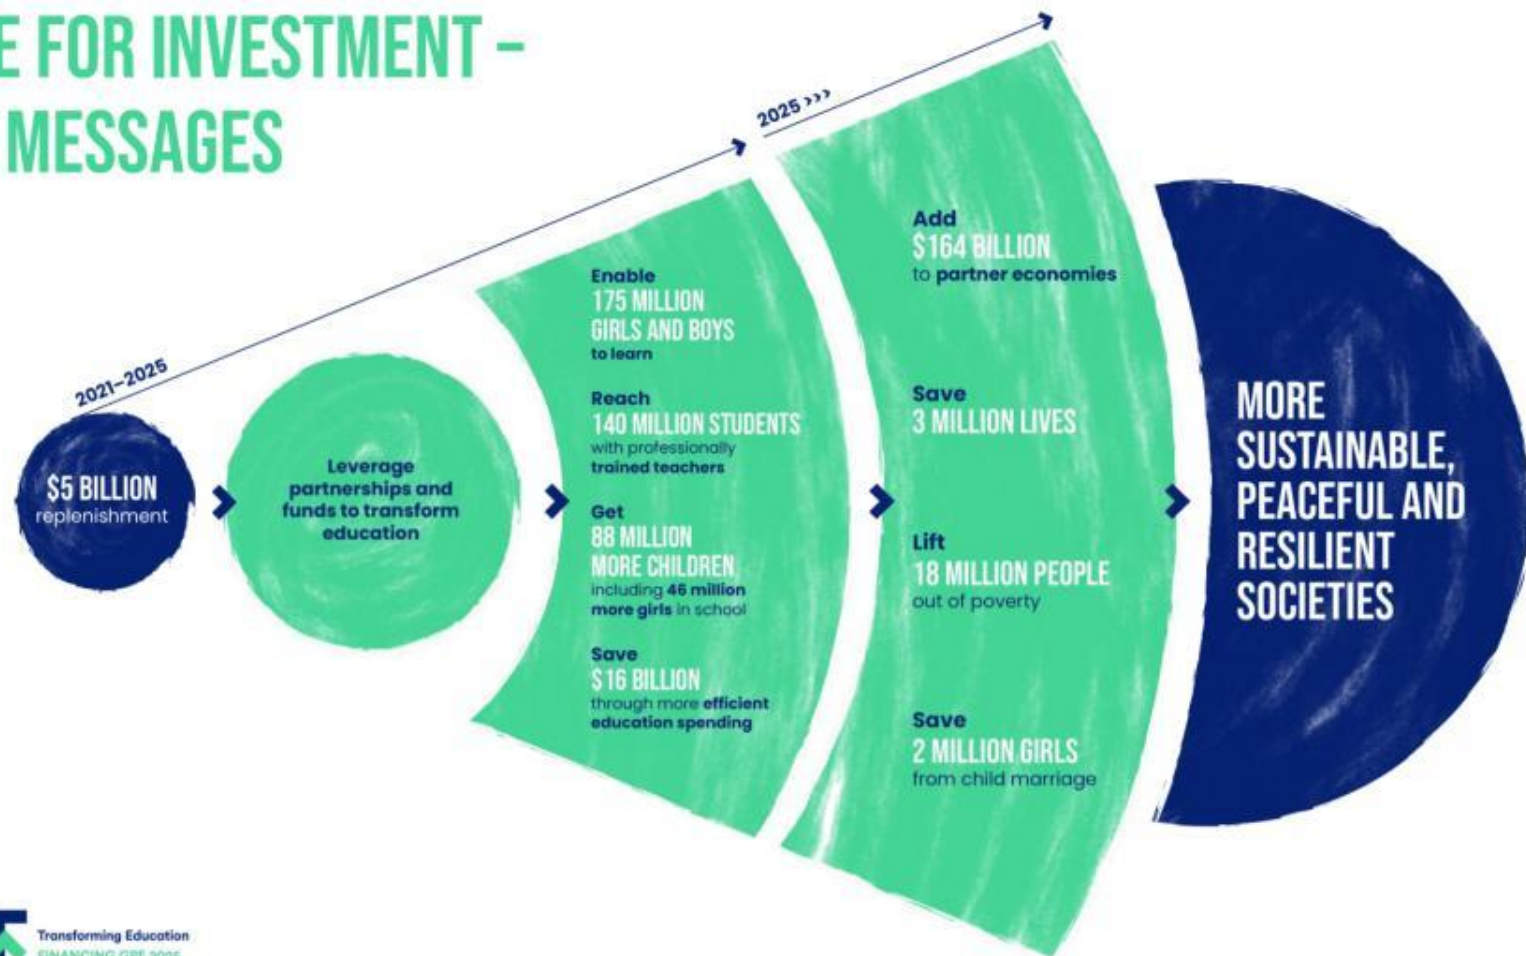 E FOR INVESTMENT –
MESSAGES
2021–2025
2025 >>>
$5 BILLION
replenishment
Leverage
partnerships and
funds to transform
education
Enable
175 MILLION
GIRLS AND BOYS
to learn
Reach
140 MILLION STUDENTS
with professionally
trained teachers
Get
88 MILLION
MORE CHILDREN
including 46 million
more girls in school
Save
$16 BILLION
through more efficient
education spending
Add
$164 BILLION
to partner economies
Save
3 MILLION LIVES
Lift
18 MILLION PEOPLE
out of poverty
Save
2 MILLION GIRLS
from child marriage
MORE
SUSTAINABLE,
PEACEFUL AND
RESILIENT
SOCIETIES
Transforming Education
FINANCING GPE 2025